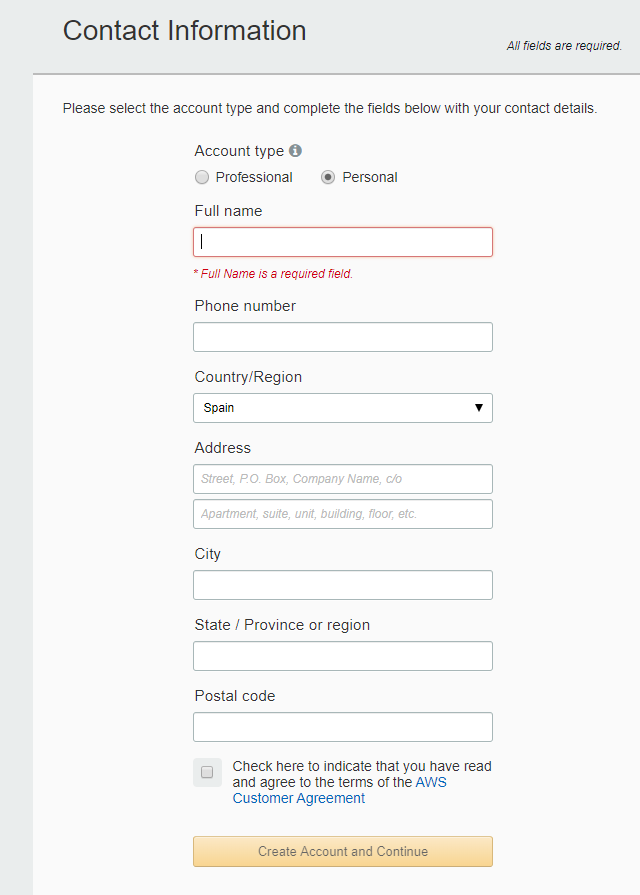 Contact Information
All fields are required.
Please select the account type and complete the fields below with your contact details.
Account type
Professional
Personal
Full name
* Full Name is a required field.
Phone number
Country/Region
Spain
Address
Street, P.O. Box, Company Name, c/o
Apartment, suite, unit, building, floor, etc.
City
State / Province or region
Postal code
Check here to indicate that you have read
and agree to the terms of the AWS
Customer Agreement
Create Account and Continue